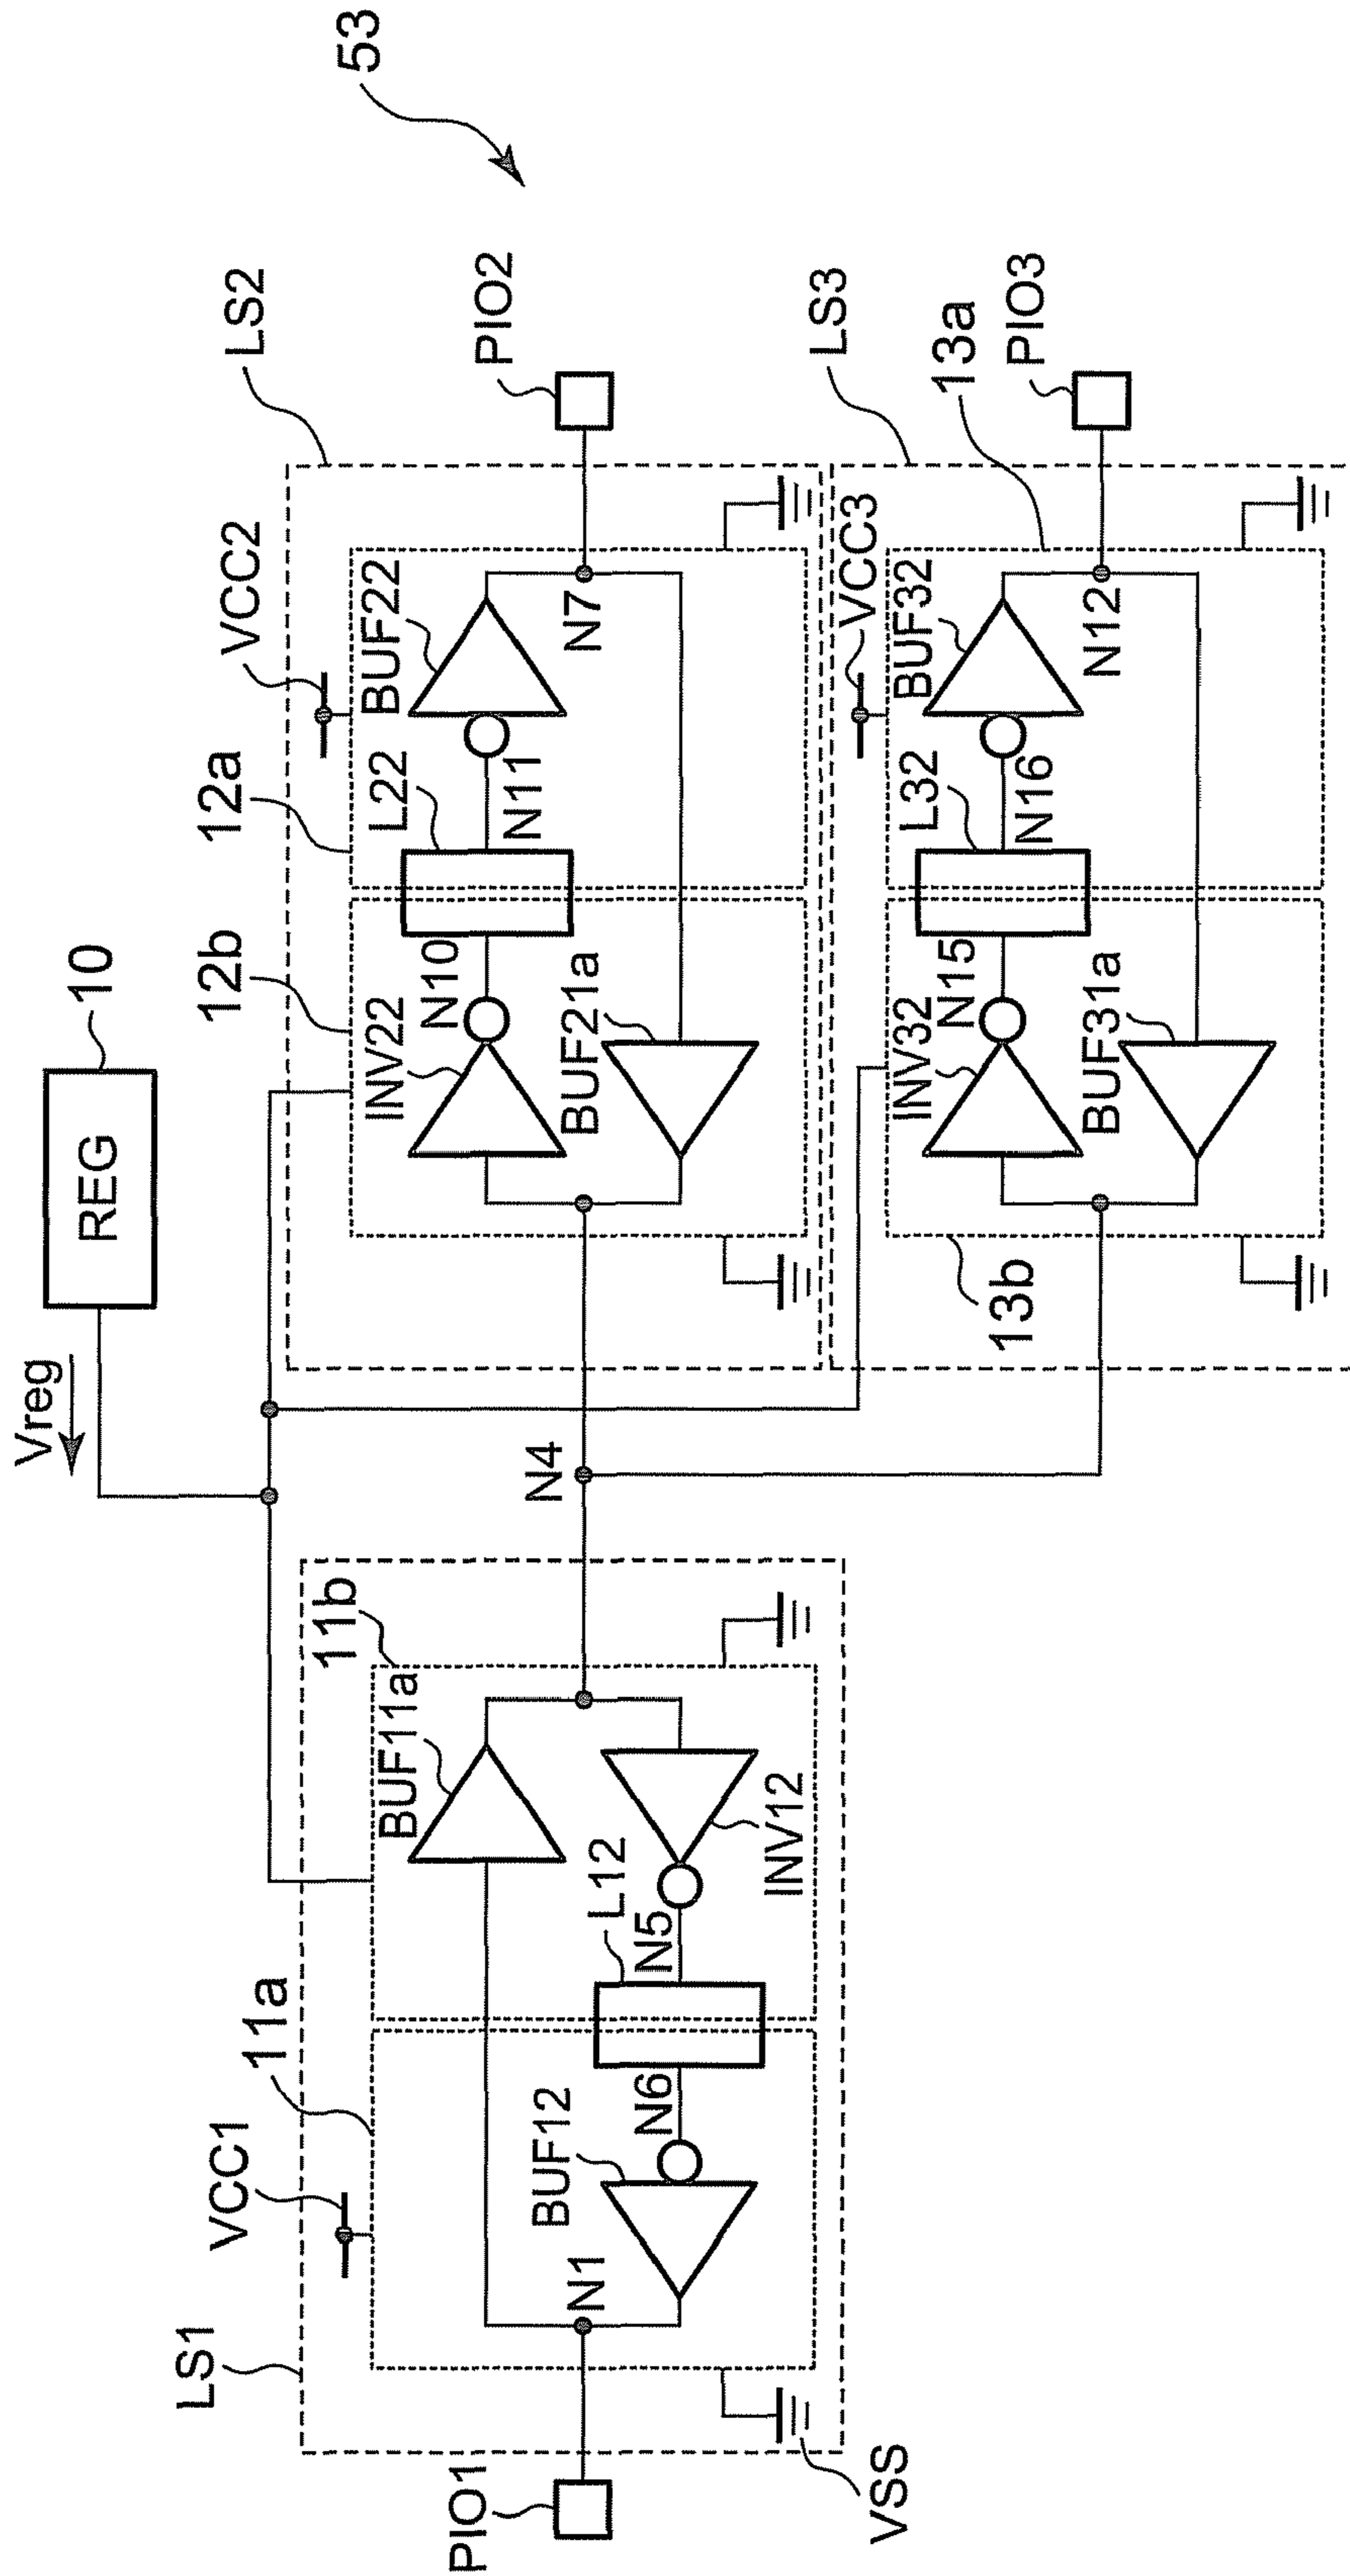 53
10
REG
Vreg
LS2
VCC2
12a
12b
BUF22
L22
INV22
N10
N11
BUF21a
N7
PIO2
LS3
13a
VCC3
BUF32
L32
INV32
N15
N16
BUF31a
N12
PIO3
13b
N4
LS1
VCC1
11a
11b
BUF11a
L12
INV12
N5
N6
BUF12
N1
PIO1
VSS